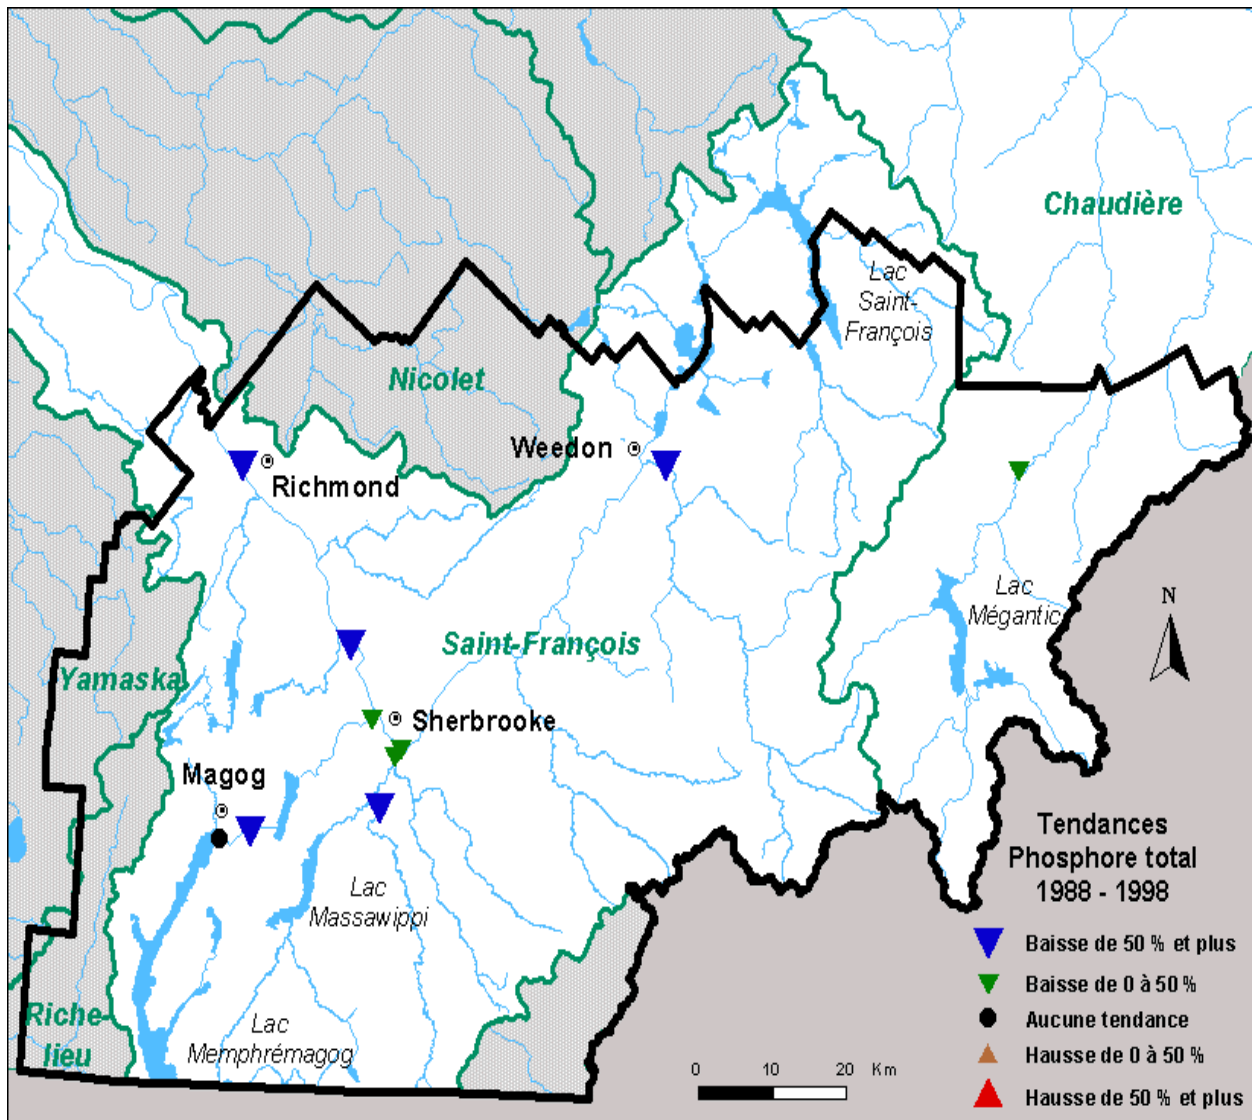 Chaudière
Lac
Saint-
François
Nicolet
Weedon
Richmond
Lac
Mégantic
N
Saint-François
Yamaska
Sherbrooke
Magog
Lac
Massawippi
Riche-
lieu
Lac
Memphrémagog
0 10 20 Km
Tendances
Phosphore total
1988 - 1998
Baisse de 50 % et plus
Baisse de 0 à 50 %
Aucune tendance
Hausse de 0 à 50 %
Hausse de 50 % et plus